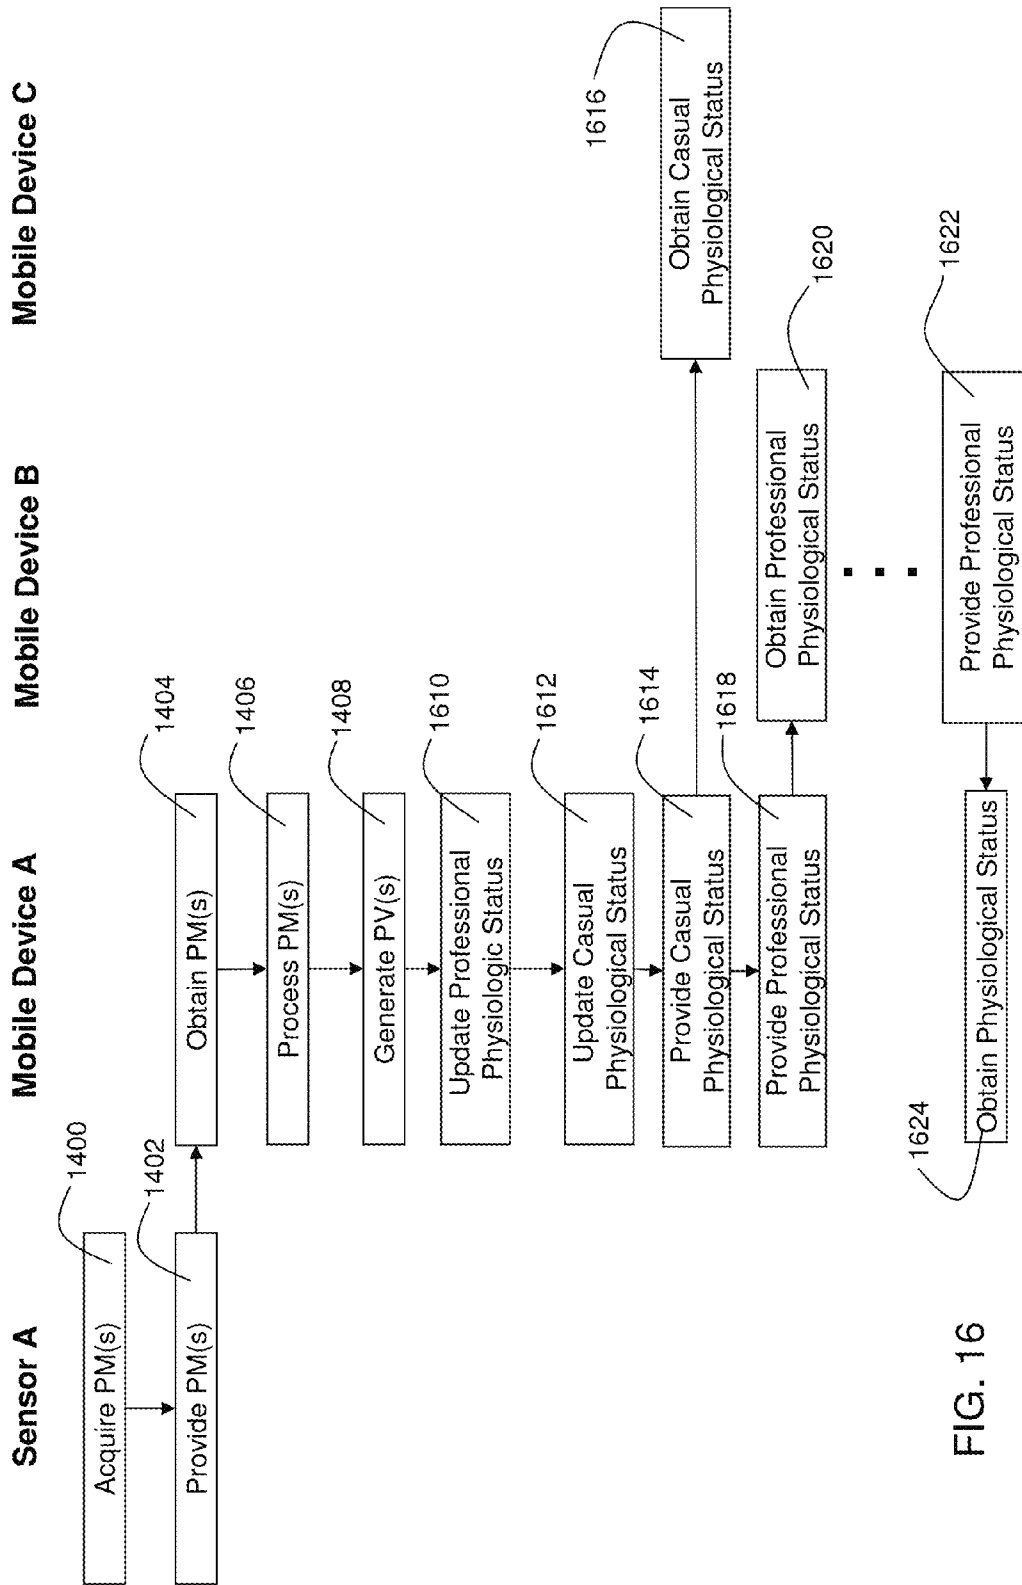 Sensor A
Mobile Device A
Mobile Device B
Mobile Device C
Acquire PM(s)
1400
Provide PM(s)
1402
Obtain PM(s)
1404
Process PM(s)
1406
Generate PV(s)
1408
Update Professional
Physiologic Status
1610
Update Casual
Physiological Status
1612
Provide Casual
Physiological Status
1614
Obtain Casual
Physiological Status
1616
Provide Professional
Physiological Status
1618
Obtain Professional
Physiological Status
1620
Provide Professional
Physiological Status
1622
Obtain Physiological Status
1624
FIG. 16